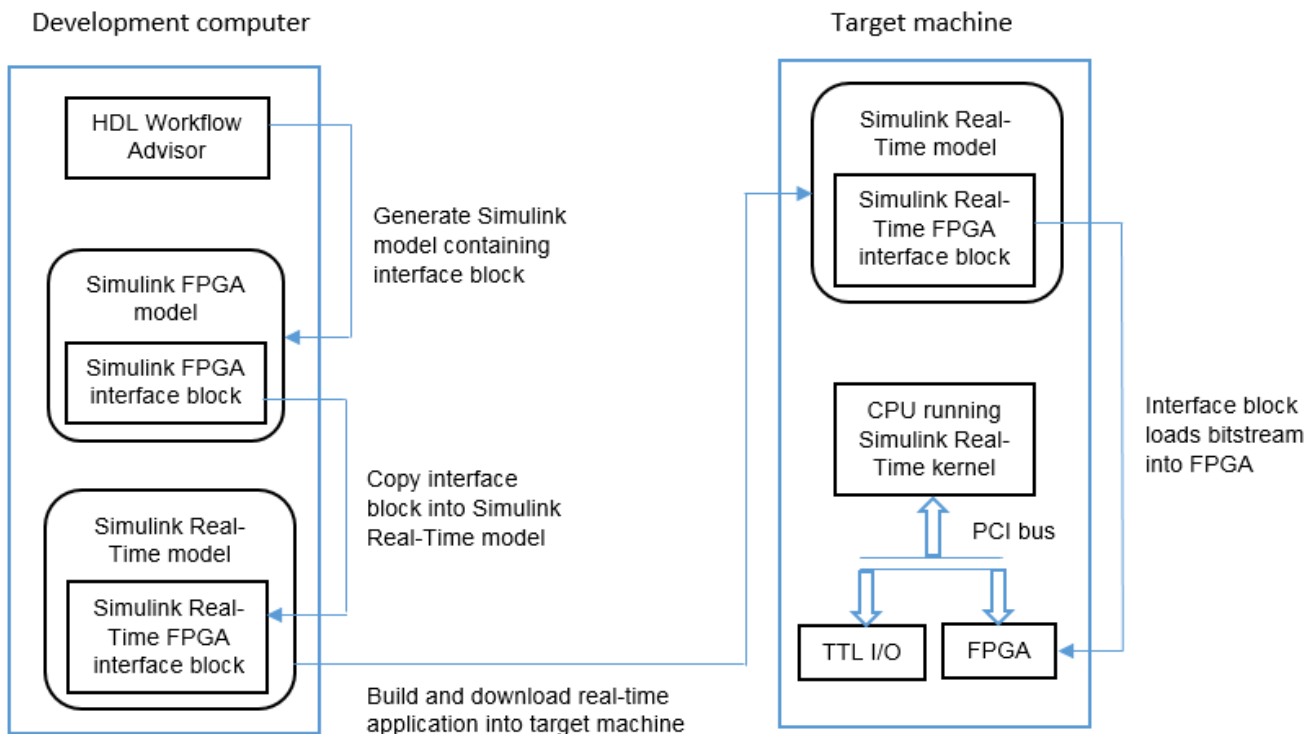 Development computer
HDL Workflow
Advisor
Generate Simulink
model containing
interface block
Simulink FPGA
model
Simulink FPGA
interface block
Copy interface
block into Simulink
Real-Time model
Simulink Real-
Time model
Simulink Real-
Time FPGA
interface block
Build and download real-time
application into target machine
Target machine
Simulink Real-
Time model
Simulink Real-
Time FPGA
interface block
CPU running
Simulink Real-
Time kernel
PCI bus
TTL I/O
FPGA
Interface block
loads bitstream
into FPGA